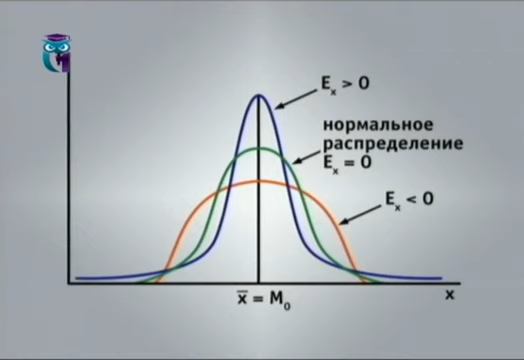 Eₓ > 0
нормальное
распределение
Eₓ = 0
Eₓ < 0
x̅ = M₀
x